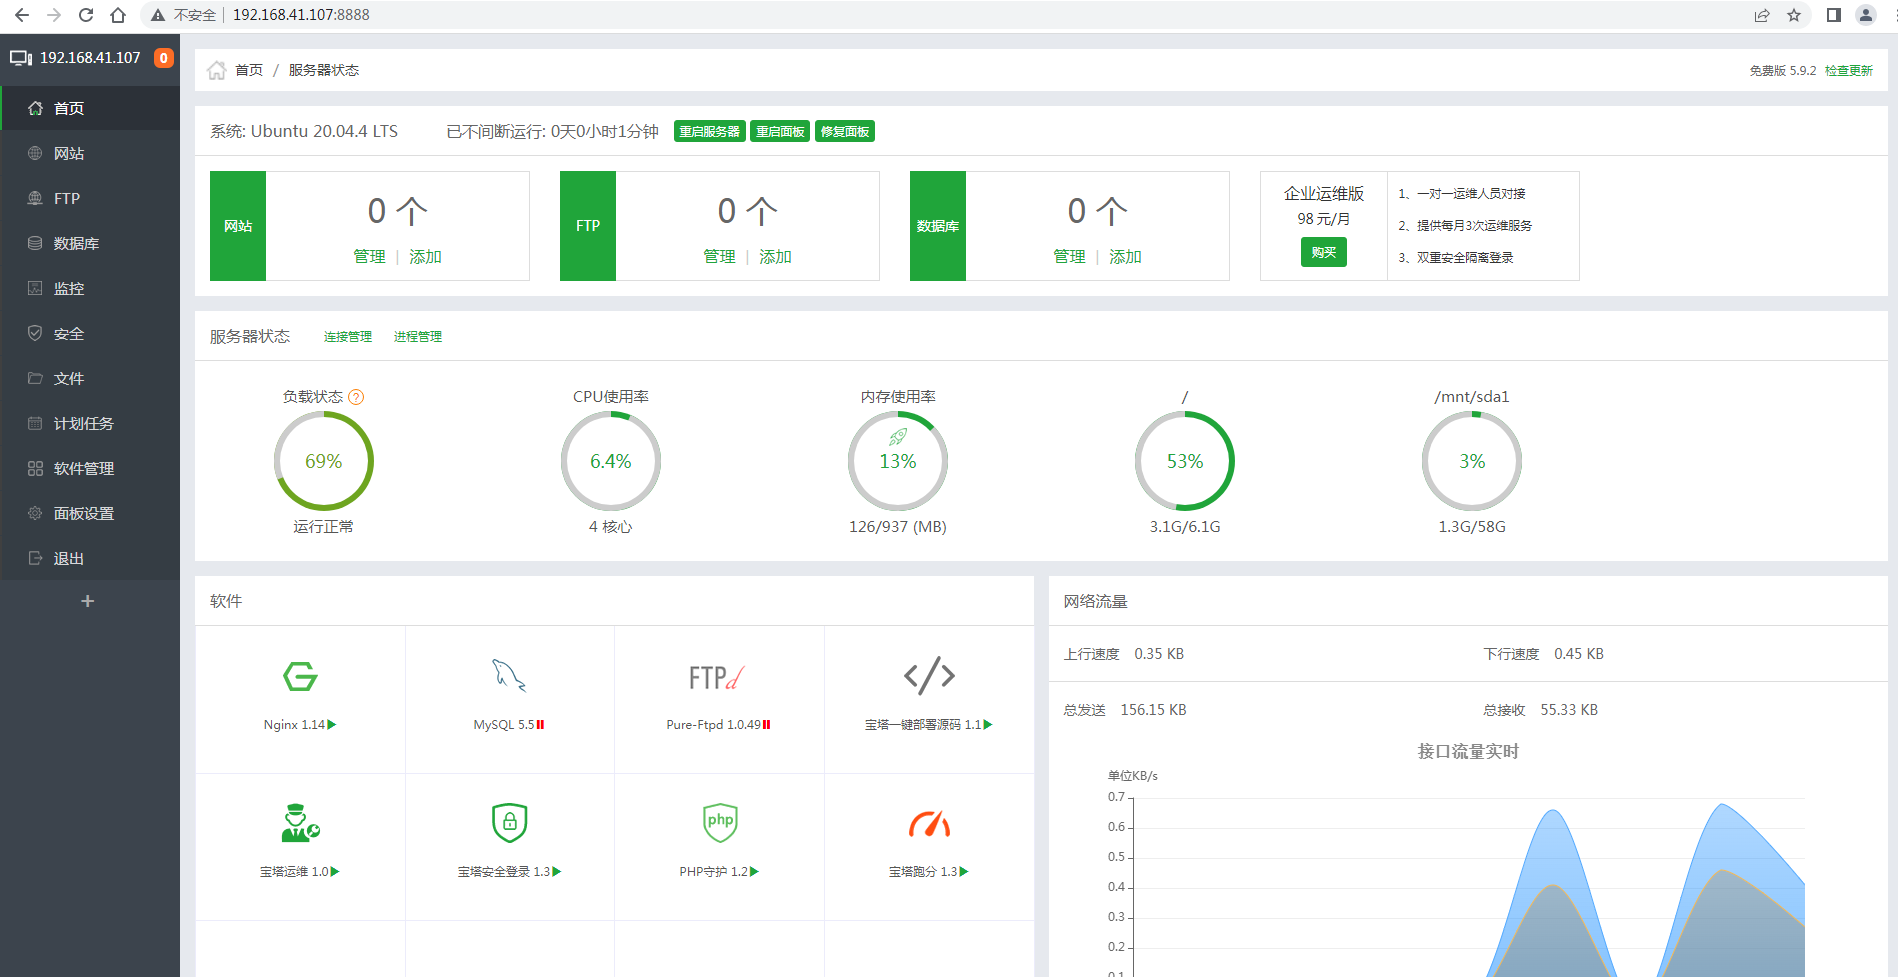 不安全 192.168.41.107:8888
192.168.41.107 0
首页
网站
FTP
数据库
监控
安全
文件
计划任务
软件管理
面板设置
退出
+
首页 / 服务器状态
免费版 5.9.2 检查更新
系统: Ubuntu 20.04.4 LTS 已不间断运行: 0天0小时1分钟 重启服务器 重启面板 修复面板
网站
0 个
管理 | 添加
FTP
0 个
管理 | 添加
数据库
0 个
管理 | 添加
企业运维版
98 元/月
购买
1、一对一运维人员对接
2、提供每月3次运维服务
3、双重安全隔离登录
服务器状态 连接管理 进程管理
负载状态 ?
69%
运行正常
CPU使用率
6.4%
4 核心
内存使用率
13%
126/937 (MB)
/
53%
3.1G/6.1G
/mnt/sda1
3%
1.3G/58G
软件
Nginx 1.14
MySQL 5.5
FTPd
Pure-Ftpd 1.0.49
</>
宝塔一键部署源码 1.1
宝塔运维 1.0
宝塔安全登录 1.3
php
PHP守护 1.2
宝塔跑分 1.3
网络流量
上行速度 0.35 KB
下行速度 0.45 KB
总发送 156.15 KB
总接收 55.33 KB
接口流量实时
单位KB/s
0.7
0.6
0.5
0.4
0.3
0.2
0.1